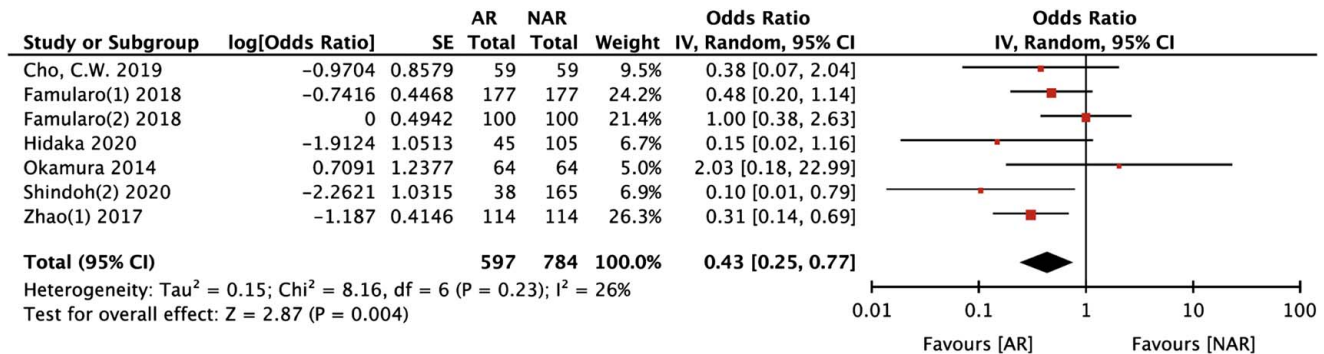 AR NAR Odds Ratio Odds Ratio
Study or Subgroup log[Odds Ratio] SE Total Total Weight IV, Random, 95% CI IV, Random, 95% CI
Cho, C.W. 2019 −0.9704 0.8579 59 59 9.5% 0.38 [0.07, 2.04]
Famularo(1) 2018 −0.7416 0.4468 177 177 24.2% 0.48 [0.20, 1.14]
Famularo(2) 2018 0 0.4942 100 100 21.4% 1.00 [0.38, 2.63]
Hidaka 2020 −1.9124 1.0513 45 105 6.7% 0.15 [0.02, 1.16]
Okamura 2014 0.7091 1.2377 64 64 5.0% 2.03 [0.18, 22.99]
Shindoh(2) 2020 −2.2621 1.0315 38 165 6.9% 0.10 [0.01, 0.79]
Zhao(1) 2017 −1.187 0.4146 114 114 26.3% 0.31 [0.14, 0.69]
Total (95% CI) 597 784 100.0% 0.43 [0.25, 0.77]
Heterogeneity: Tau² = 0.15; Chi² = 8.16, df = 6 (P = 0.23); I² = 26%
Test for overall effect: Z = 2.87 (P = 0.004)
0.01 0.1 1 10 100
Favours [AR] Favours [NAR]